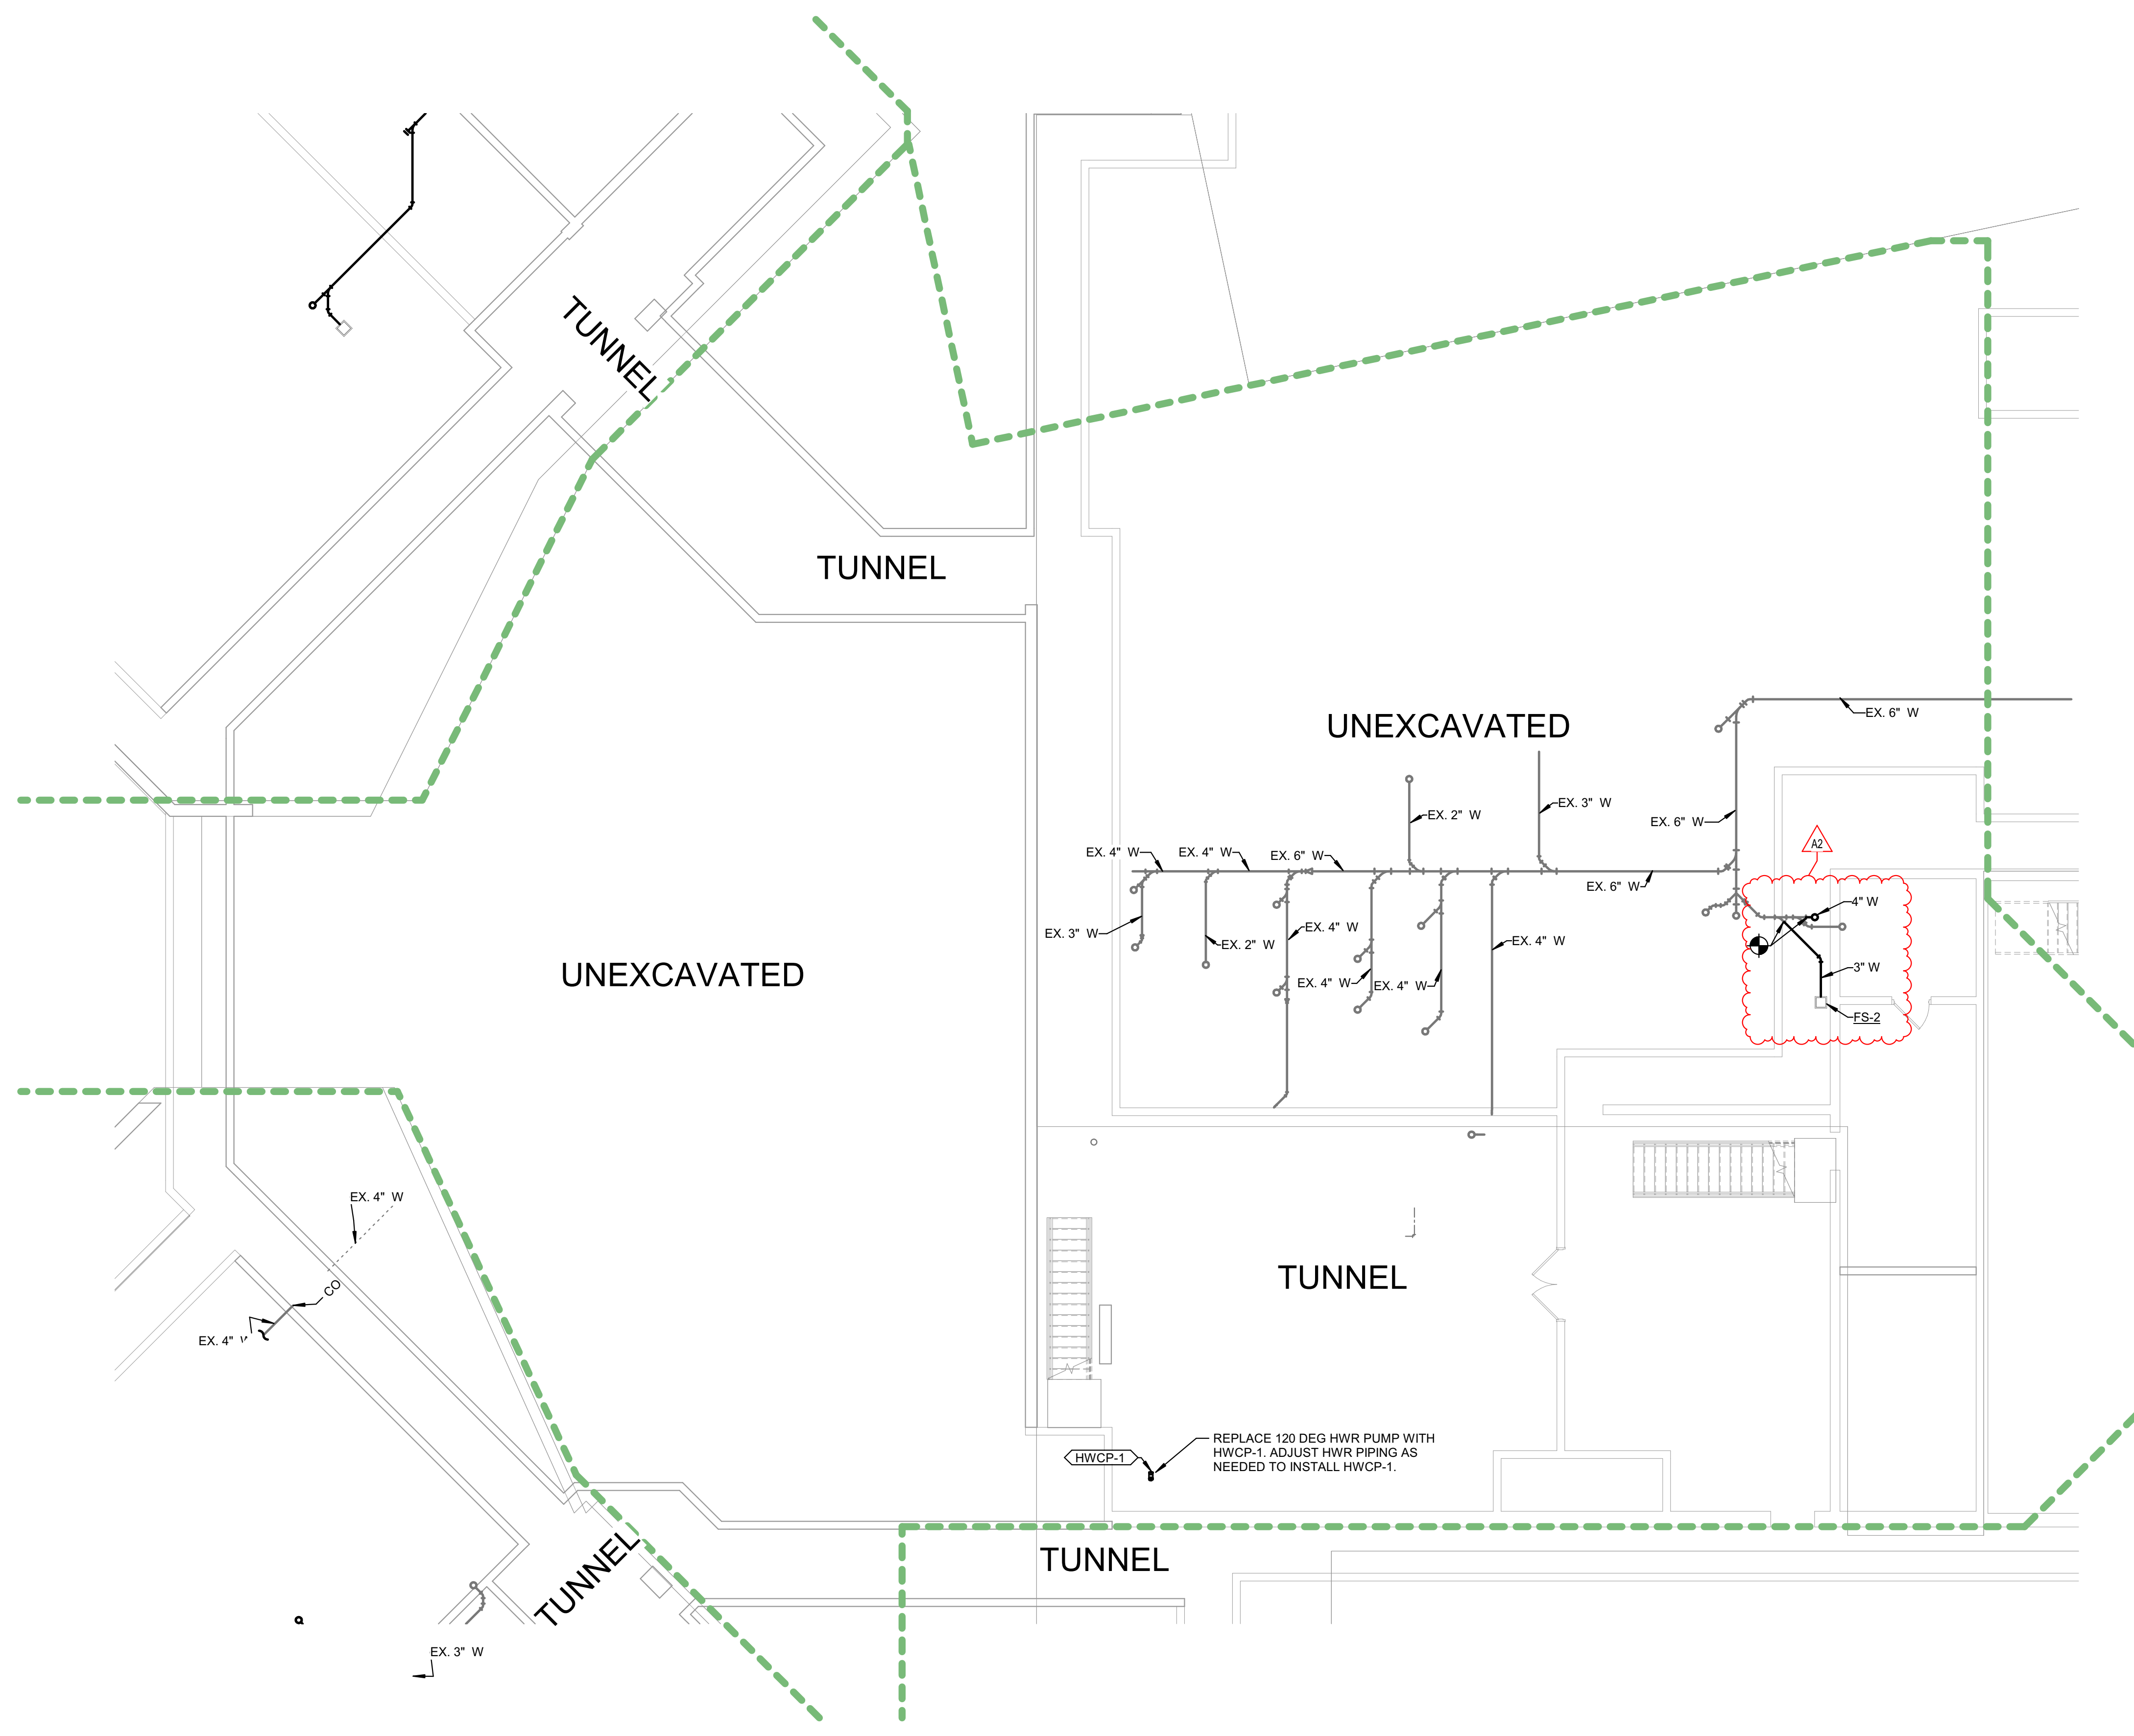 TUNNEL
TUNNEL
UNEXCAVATED
EX. 6" W
EX. 2" W
EX. 3" W
EX. 6" W
A2
EX. 4" W
EX. 4" W
EX. 6" W
EX. 6" W
4" W
EX. 3" W
EX. 2" W
EX. 4" W
EX. 4" W
EX. 4" W
EX. 4" W
3" W
FS-2
UNEXCAVATED
EX. 4" W
CO
EX. 4"
TUNNEL
HWCP-1
REPLACE 120 DEG HWR PUMP WITH
HWCP-1. ADJUST HWR PIPING AS
NEEDED TO INSTALL HWCP-1.
TUNNEL
TUNNEL
EX. 3" W